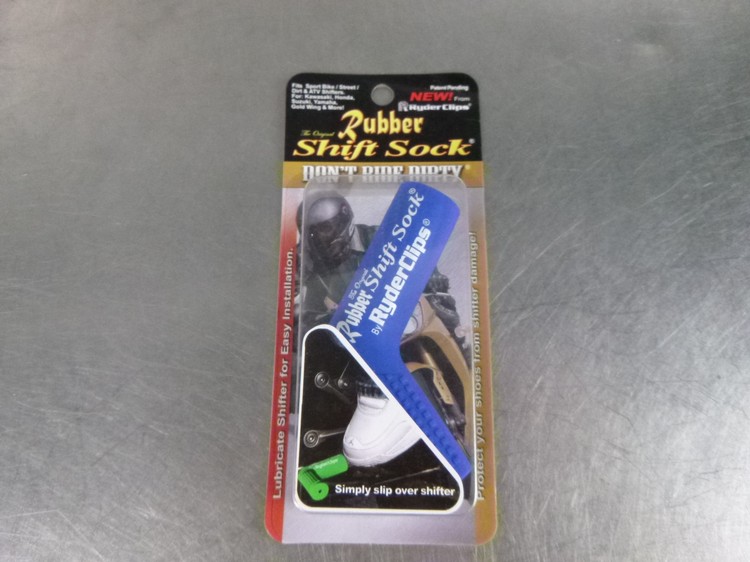 Fits Sport Bike / Street /
Dirt & ATV Shifters.
For: Kawasaki, Honda,
Suzuki, Yamaha,
Gold Wing & More!
Patent Pending
NEW! From
RyderClips®
The Original Rubber
Shift Sock®
DON'T RIDE DIRTY®
Lubricate Shifter for Easy Installation.
The Original
Rubber Shift Sock®
By RyderClips®
Protect your shoes from shifter damage!
Simply slip over shifter